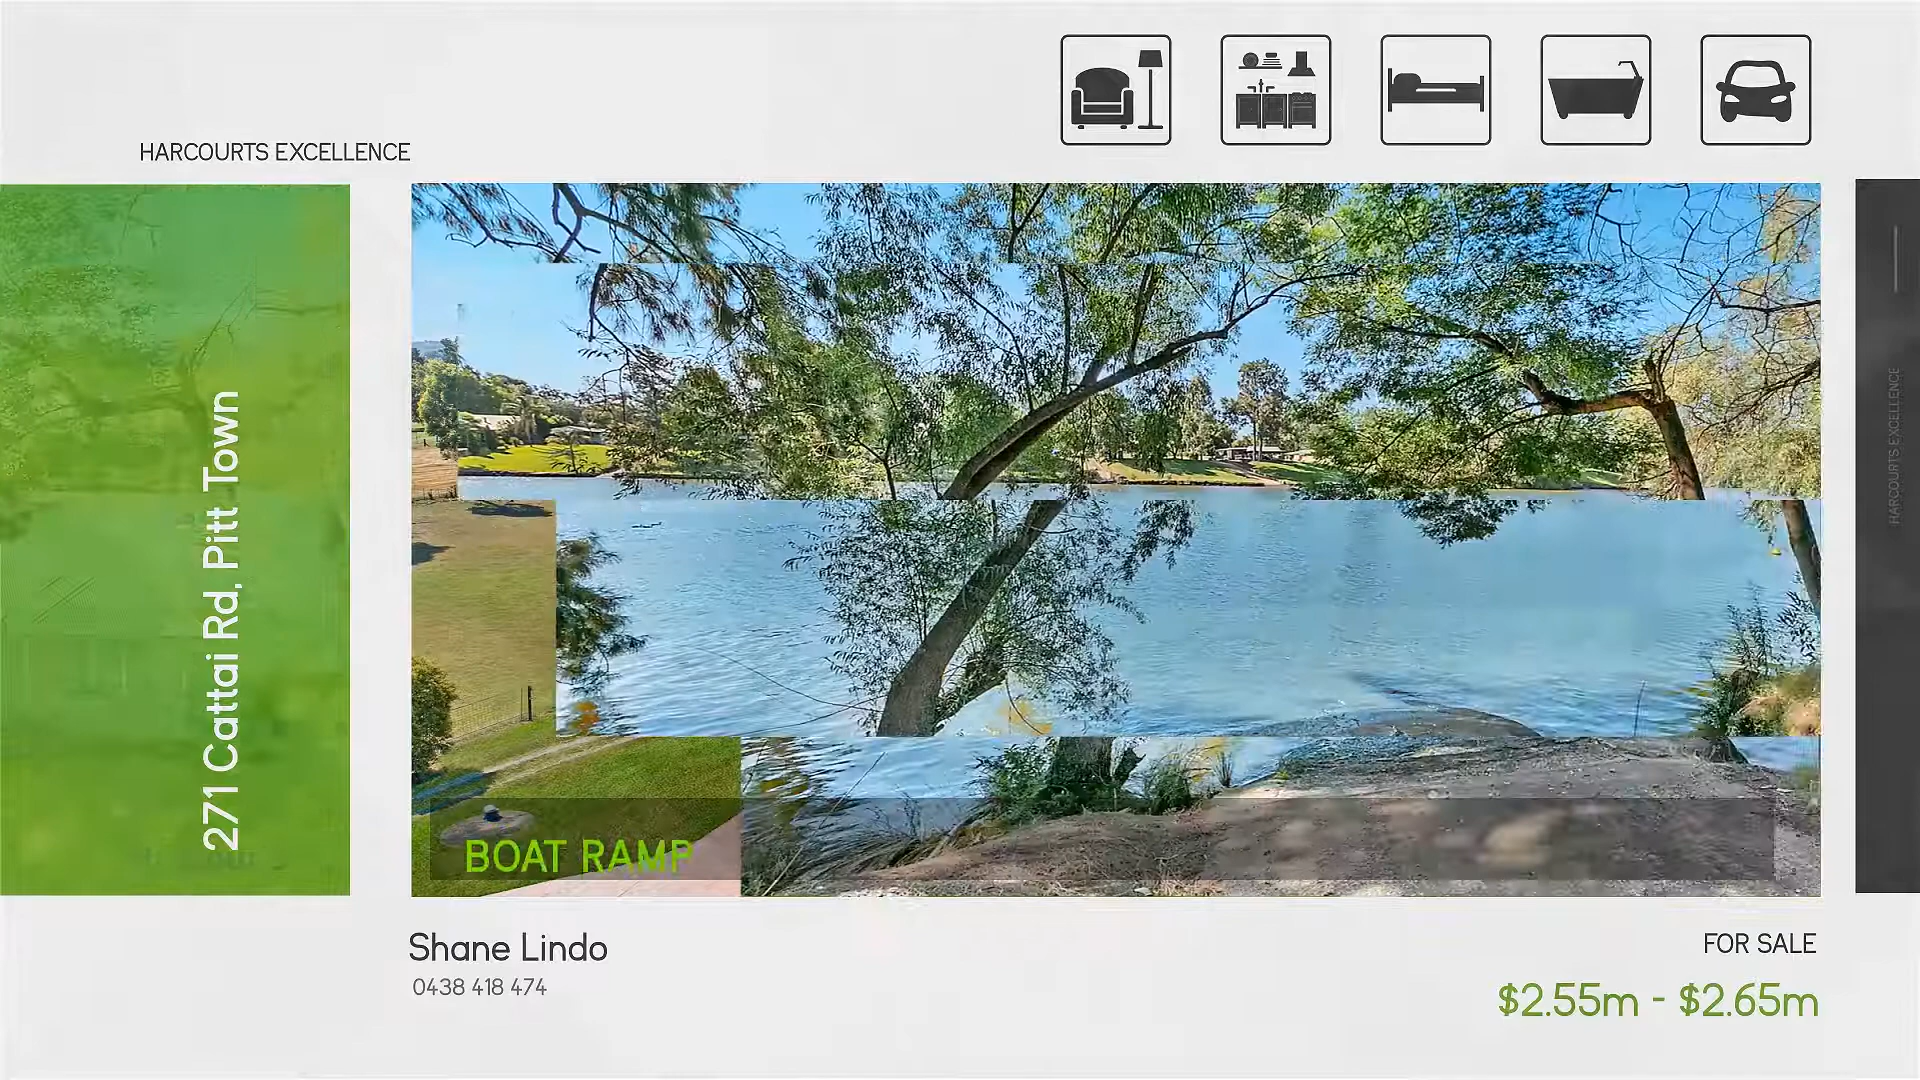 HARCOURTS EXCELLENCE
271 Cattai Rd, Pitt Town
BOAT RAMP
Shane Lindo
0438 418 474
FOR SALE
$2.55m - $2.65m
HARCOURTS EXCELLENCE